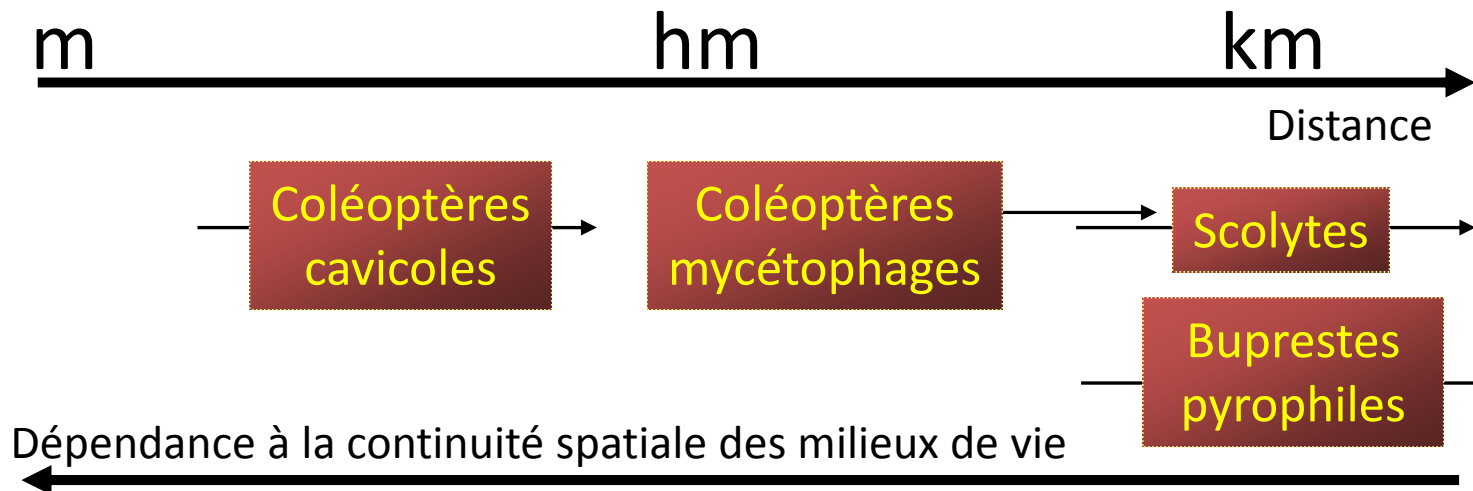 m hm km
Distance
Coléoptères
cavicoles
Coléoptères
mycétophages
Scolytes
Buprestes
pyrophiles
Dépendance à la continuité spatiale des milieux de vie